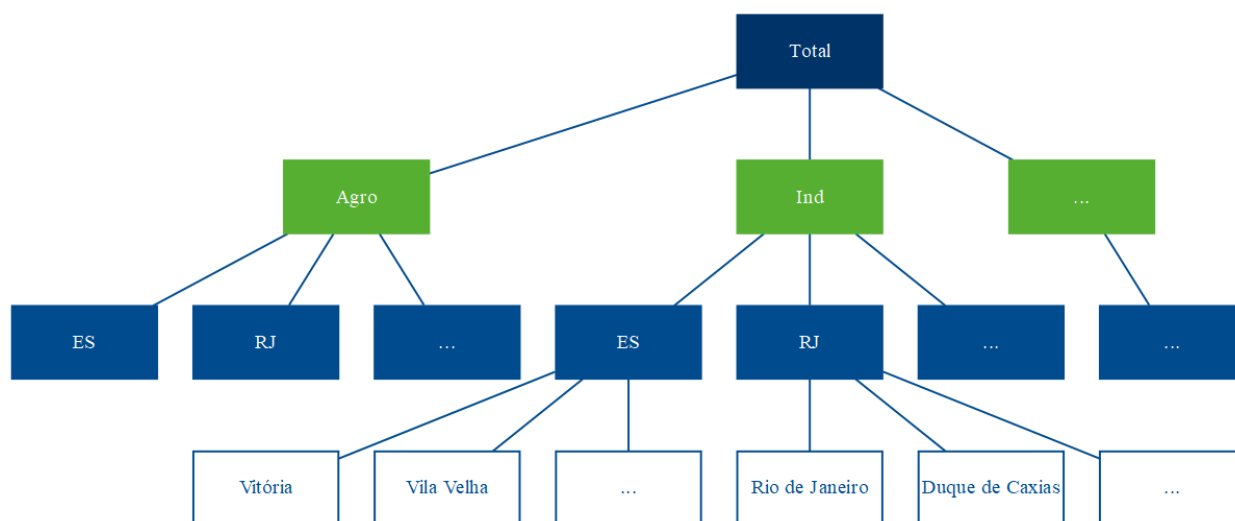 Total
Agro
Ind
...
ES
RJ
...
ES
RJ
...
...
Vitória
Vila Velha
...
Rio de Janeiro
Duque de Caxias
...